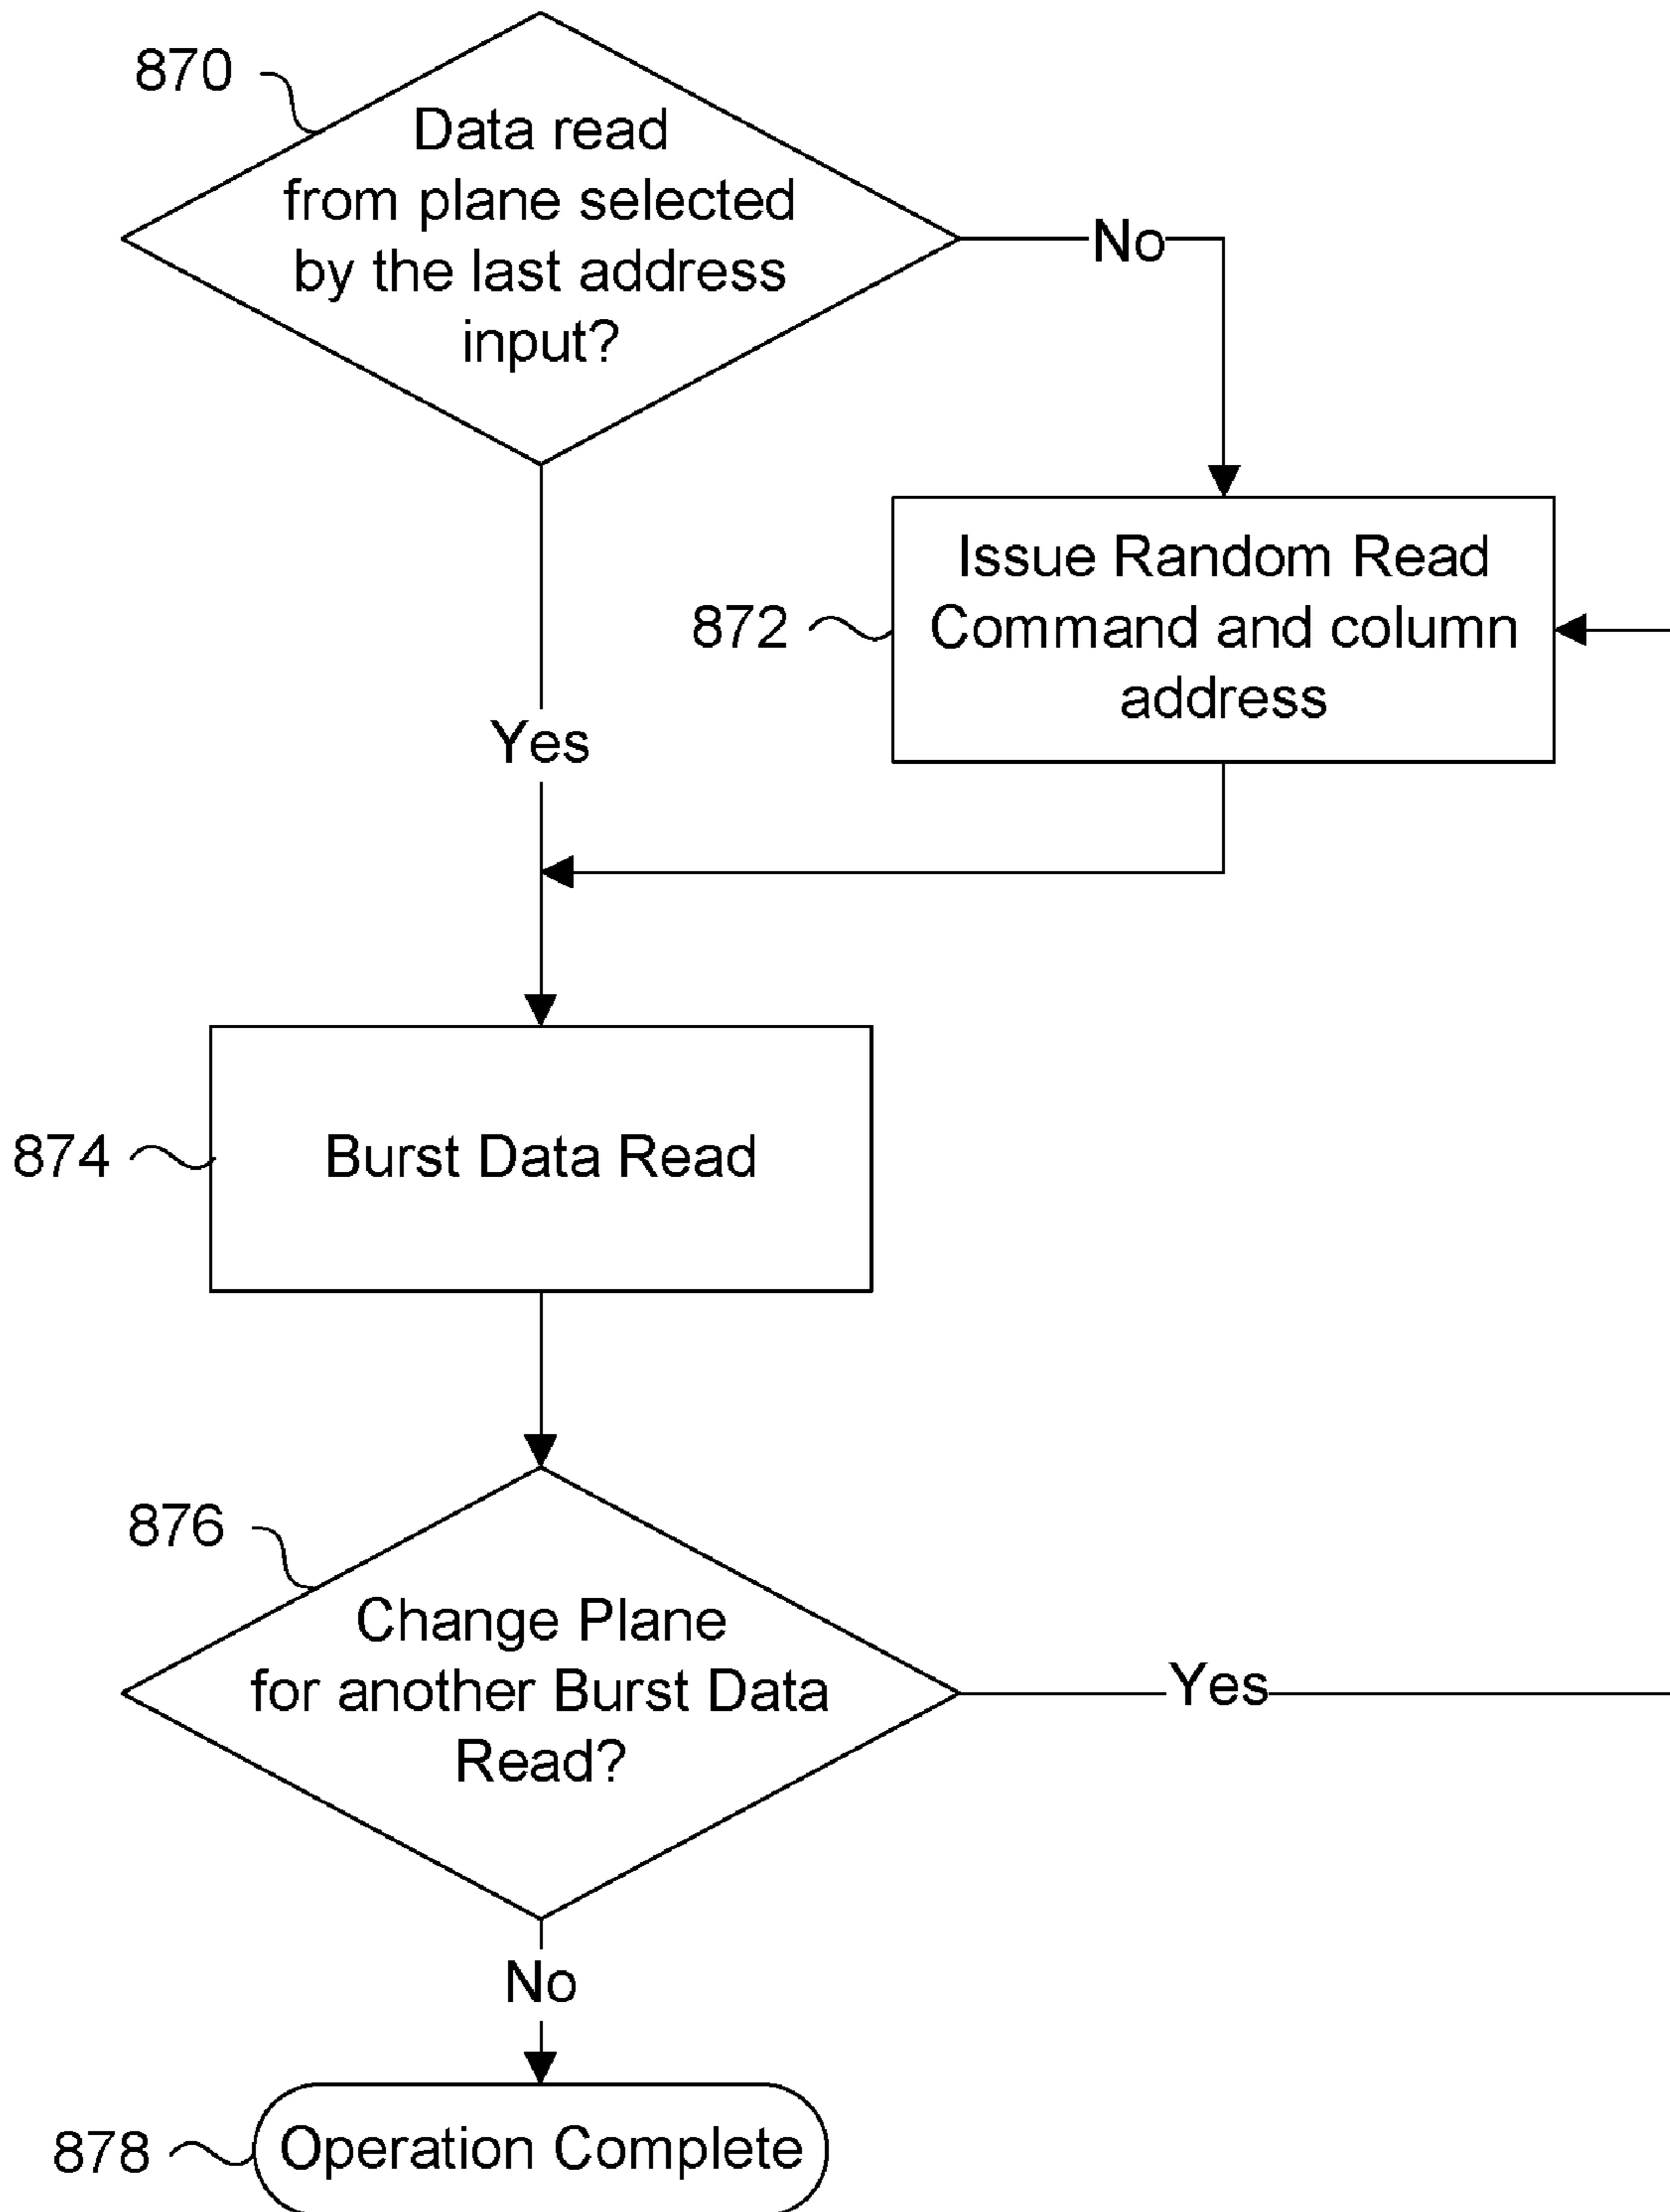 870
Data read
from plane selected
by the last address
input?
No
Issue Random Read
872
Command and column
address
Yes
874
Burst Data Read
876
Change Plane
for another Burst Data
Read?
Yes
No
878
Operation Complete